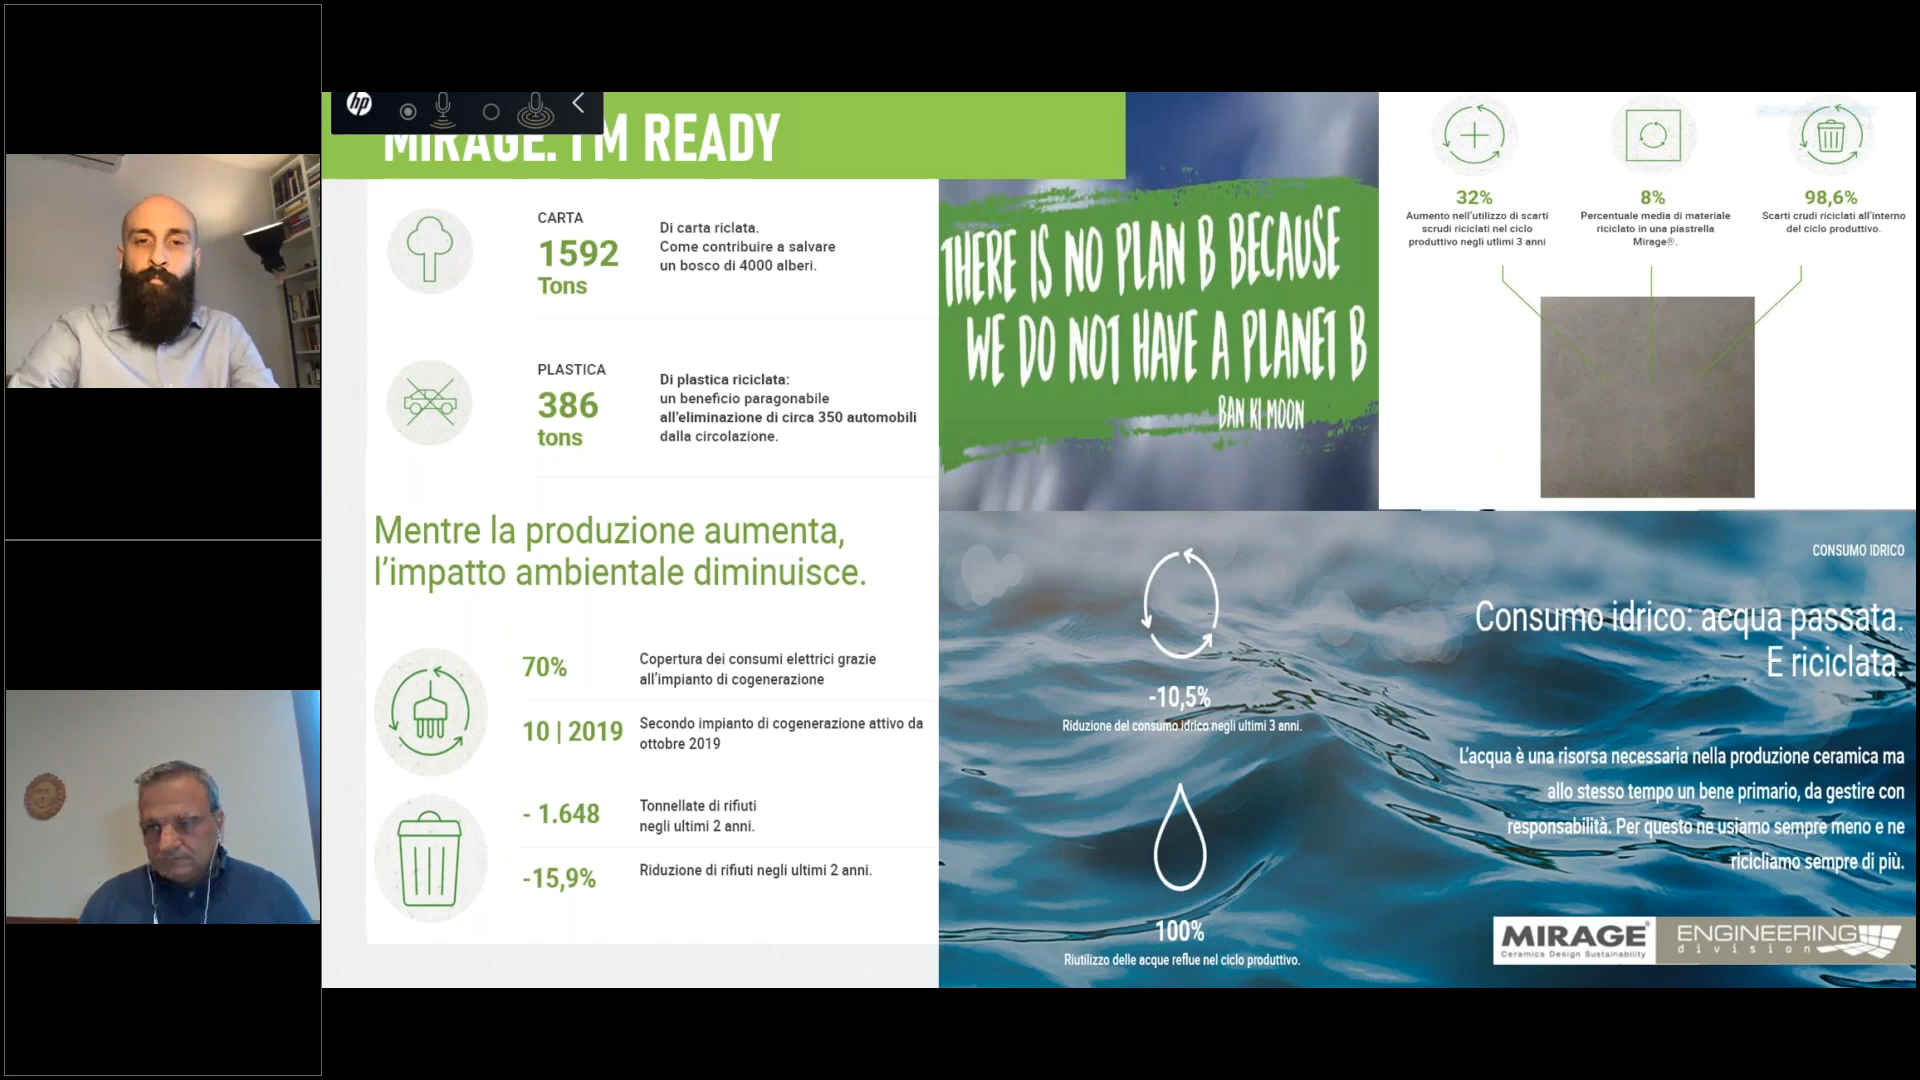 hp
MIRAGE. I'M READY
CARTA
1592
Tons
Di carta riclata.
Come contribuire a salvare
un bosco di 4000 alberi.
PLASTICA
386
tons
Di plastica riciclata:
un beneficio paragonabile
all'eliminazione di circa 350 automobili
dalla circolazione.
Mentre la produzione aumenta,
l'impatto ambientale diminuisce.
70%
Copertura dei consumi elettrici grazie
all'impianto di cogenerazione
10 | 2019
Secondo impianto di cogenerazione attivo da
ottobre 2019
- 1.648
Tonnellate di rifiuti
negli ultimi 2 anni.
-15,9%
Riduzione di rifiuti negli ultimi 2 anni.
THERE IS NO PLAN B BECAUSE
WE DO NOT HAVE A PLANET B
BAN KI MOON
32%
Aumento nell'utilizzo di scarti
scrudi riciclati nel ciclo
produttivo negli utlimi 3 anni
8%
Percentuale media di materiale
riciclato in una piastrella
Mirage®.
98,6%
Scarti crudi riciclati all'interno
del ciclo produttivo.
CONSUMO IDRICO
Consumo idrico: acqua passata.
E riciclata.
-10,5%
Riduzione del consumo idrico negli ultimi 3 anni.
L'acqua è una risorsa necessaria nella produzione ceramica ma
allo stesso tempo un bene primario, da gestire con
responsabilità. Per questo ne usiamo sempre meno e ne
ricicliamo sempre di più.
100%
Riutilizzo delle acque reflue nel ciclo produttivo.
MIRAGE®
Ceramics Design Sustainability
ENGINEERING
division